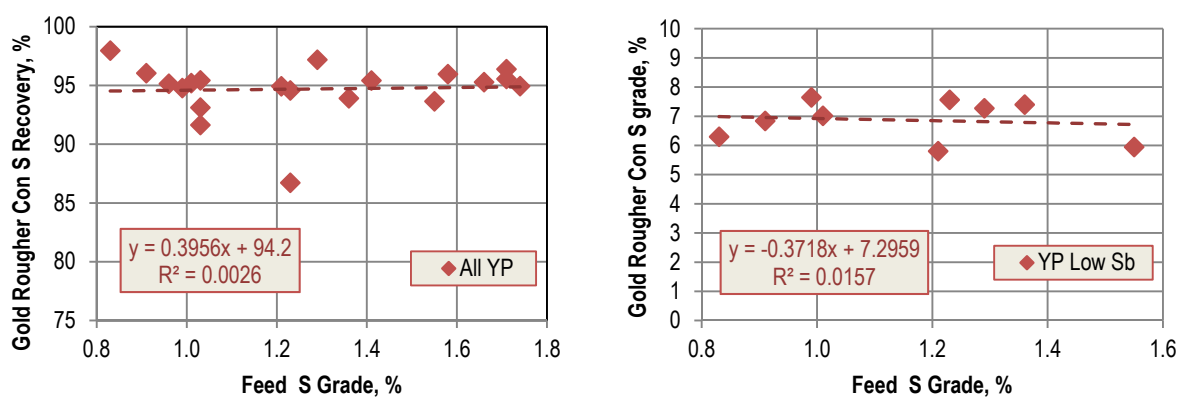 Gold Rougher Con S Recovery, %
100
95
90
85
80
75
y = 0.3956x + 94.2
R² = 0.0026
All YP
0.8 1.0 1.2 1.4 1.6 1.8
Feed S Grade, %
Gold Rougher Con S grade, %
10
9
8
7
6
5
4
3
2
1
0
y = -0.3718x + 7.2959
R² = 0.0157
YP Low Sb
0.8 1.0 1.2 1.4 1.6
Feed S Grade, %